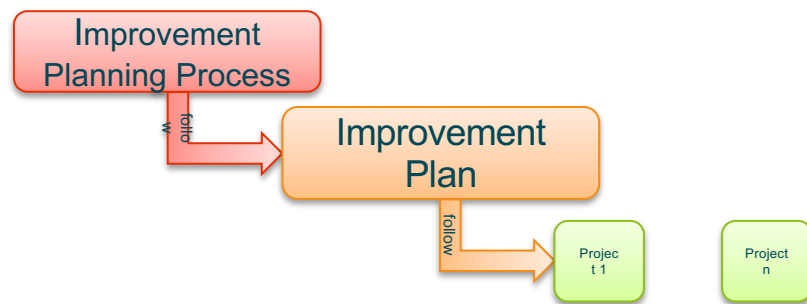 Improvement
Planning Process
follo
w
Improvement
Plan
follow
Projec
t 1
Project
n